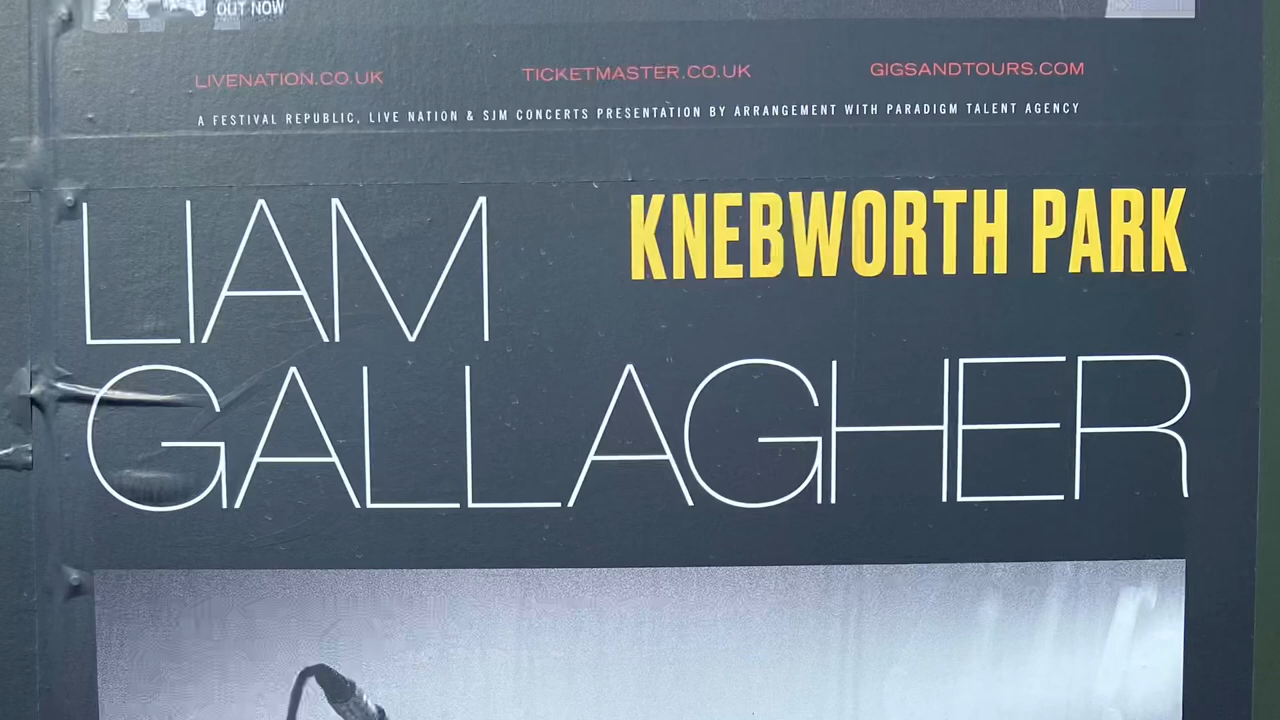 OUT NOW
LIVENATION.CO.UK TICKETMASTER.CO.UK GIGSANDTOURS.COM
A FESTIVAL REPUBLIC, LIVE NATION & SJM CONCERTS PRESENTATION BY ARRANGEMENT WITH PARADIGM TALENT AGENCY
LIAM KNEBWORTH PARK
GALLAGHER